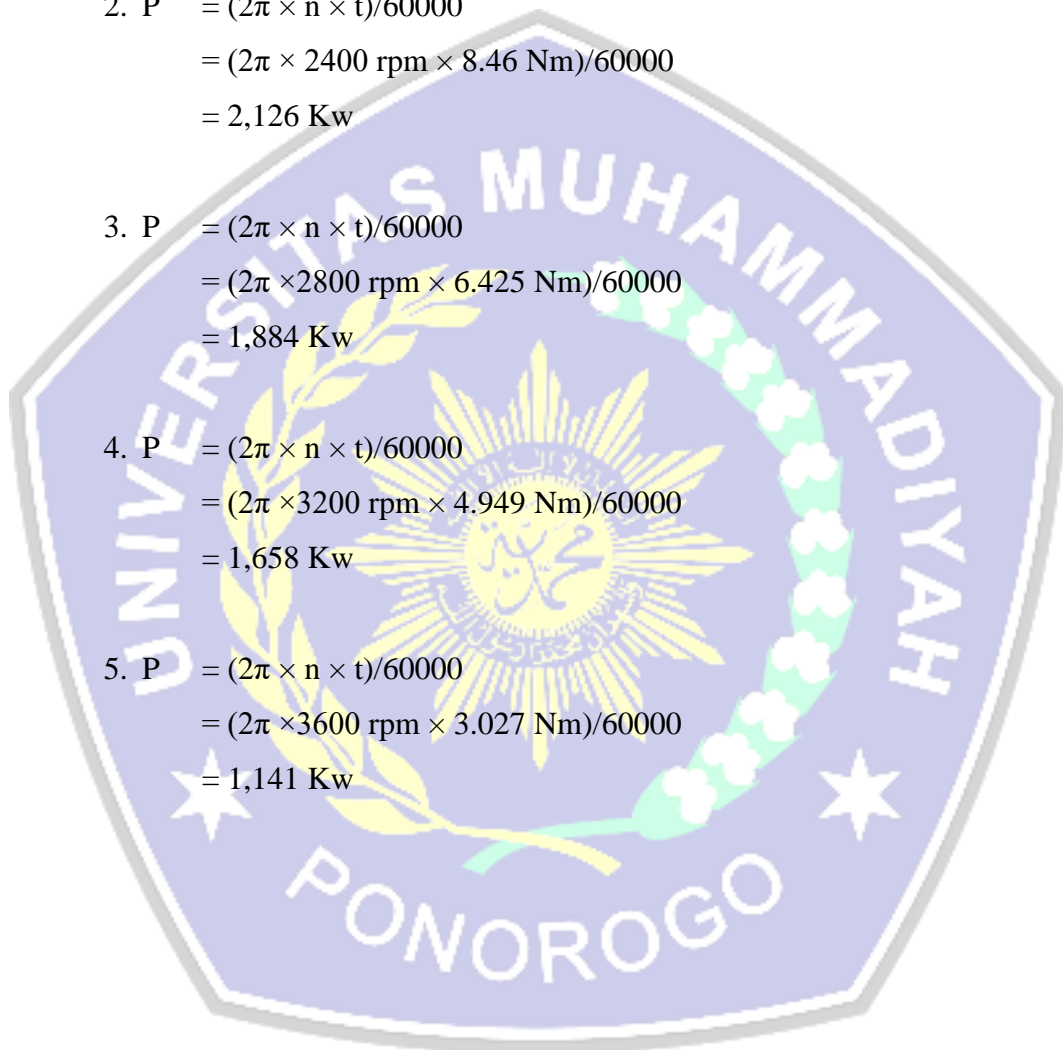 2. P = (2π × n × t)/60000
= (2π × 2400 rpm × 8.46 Nm)/60000
= 2,126 Kw
3. P = (2π × n × t)/60000
= (2π ×2800 rpm × 6.425 Nm)/60000
= 1,884 Kw
4. P = (2π × n × t)/60000
= (2π ×3200 rpm × 4.949 Nm)/60000
= 1,658 Kw
5. P = (2π × n × t)/60000
= (2π ×3600 rpm × 3.027 Nm)/60000
= 1,141 Kw
UNIVERSITAS MUHAMMADIYAH
PONOROGO